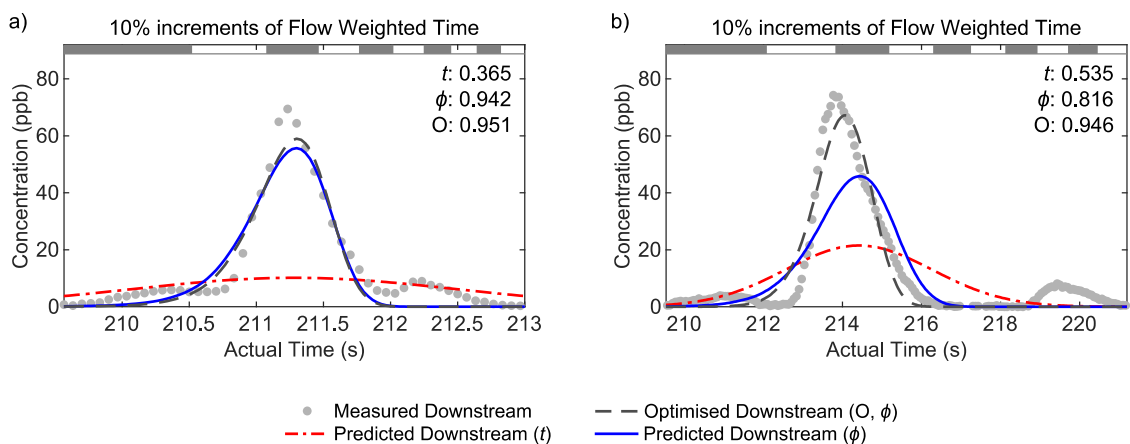 a)
10% increments of Flow Weighted Time
t: 0.365
ϕ: 0.942
O: 0.951
80
60
40
20
0
Concentration (ppb)
210 210.5 211 211.5 212 212.5 213
Actual Time (s)
b)
10% increments of Flow Weighted Time
t: 0.535
ϕ: 0.816
O: 0.946
80
60
40
20
0
Concentration (ppb)
210 212 214 216 218 220
Actual Time (s)
Measured Downstream
Predicted Downstream (t)
Optimised Downstream (O, ϕ)
Predicted Downstream (ϕ)